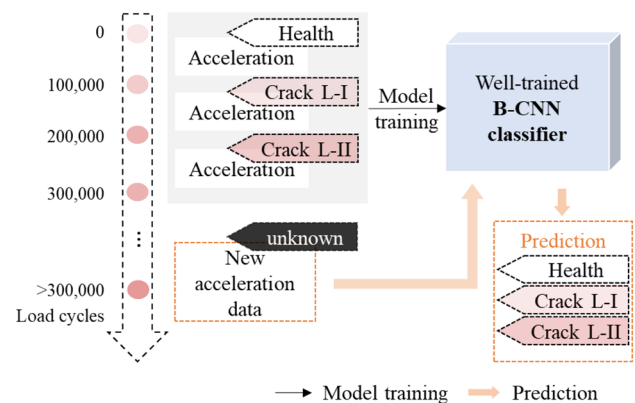 0
100,000
200,000
300,000
...
>300,000
Load cycles
Health
Acceleration
Crack L-I
Acceleration
Crack L-II
Acceleration
Model
training
Well-trained
B-CNN
classifier
unknown
New
acceleration
data
Prediction
Health
Crack L-I
Crack L-II
Model training
Prediction